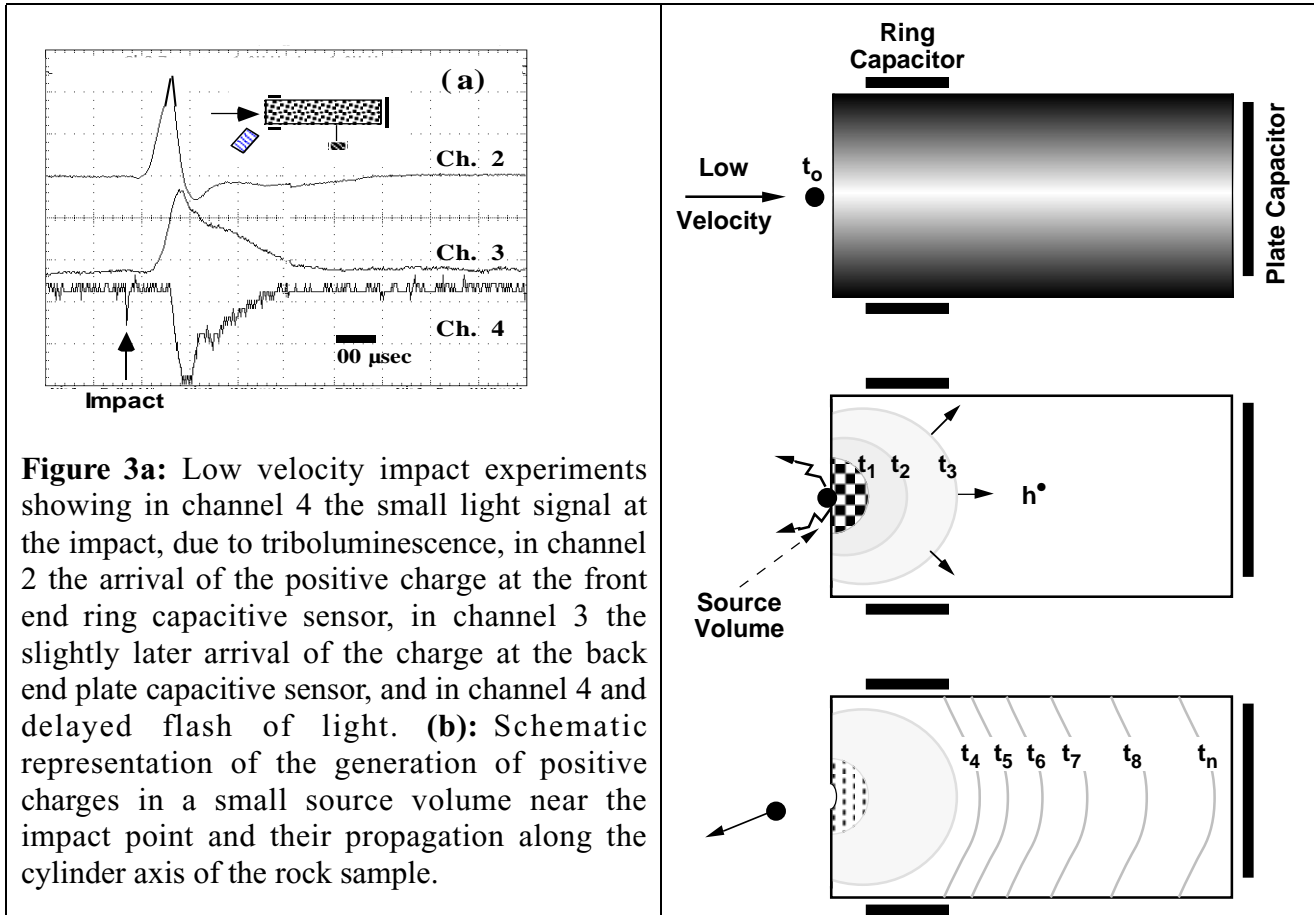 (a)
Ch. 2
Ch. 3
Ch. 4
00 µsec
Impact
Figure 3a: Low velocity impact experiments
showing in channel 4 the small light signal at
the impact, due to triboluminescence, in channel
2 the arrival of the positive charge at the front
end ring capacitive sensor, in channel 3 the
slightly later arrival of the charge at the back
end plate capacitive sensor, and in channel 4 and
delayed flash of light. (b): Schematic
representation of the generation of positive
charges in a small source volume near the
impact point and their propagation along the
cylinder axis of the rock sample.
Ring
Capacitor
Low
Velocity
to
Plate Capacitor
t1 t2 t3
h•
Source
Volume
t4 t5 t6 t7 t8 tn